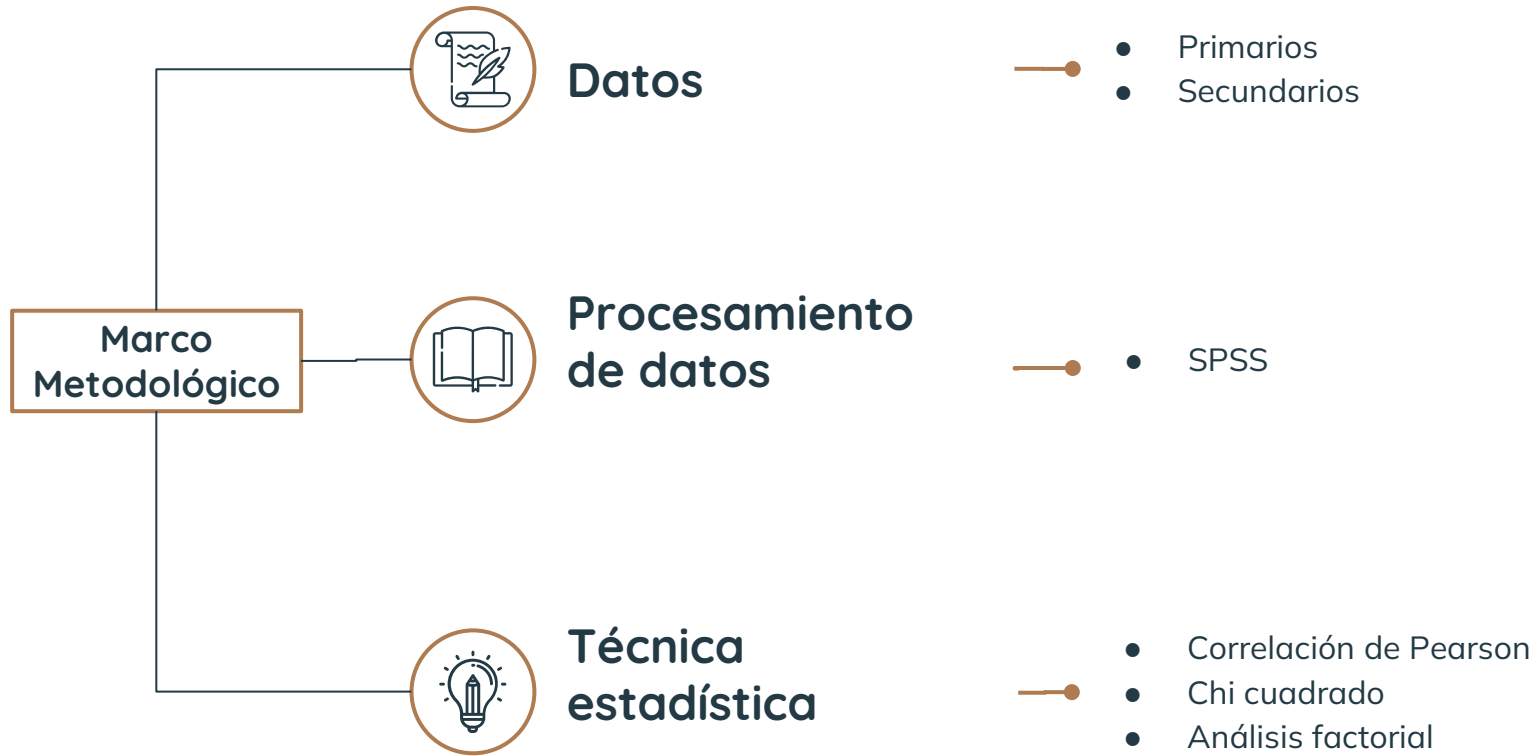 Datos
● Primarios
● Secundarios
Marco
Metodológico
Procesamiento
de datos
● SPSS
Técnica
estadística
● Correlación de Pearson
● Chi cuadrado
● Análisis factorial